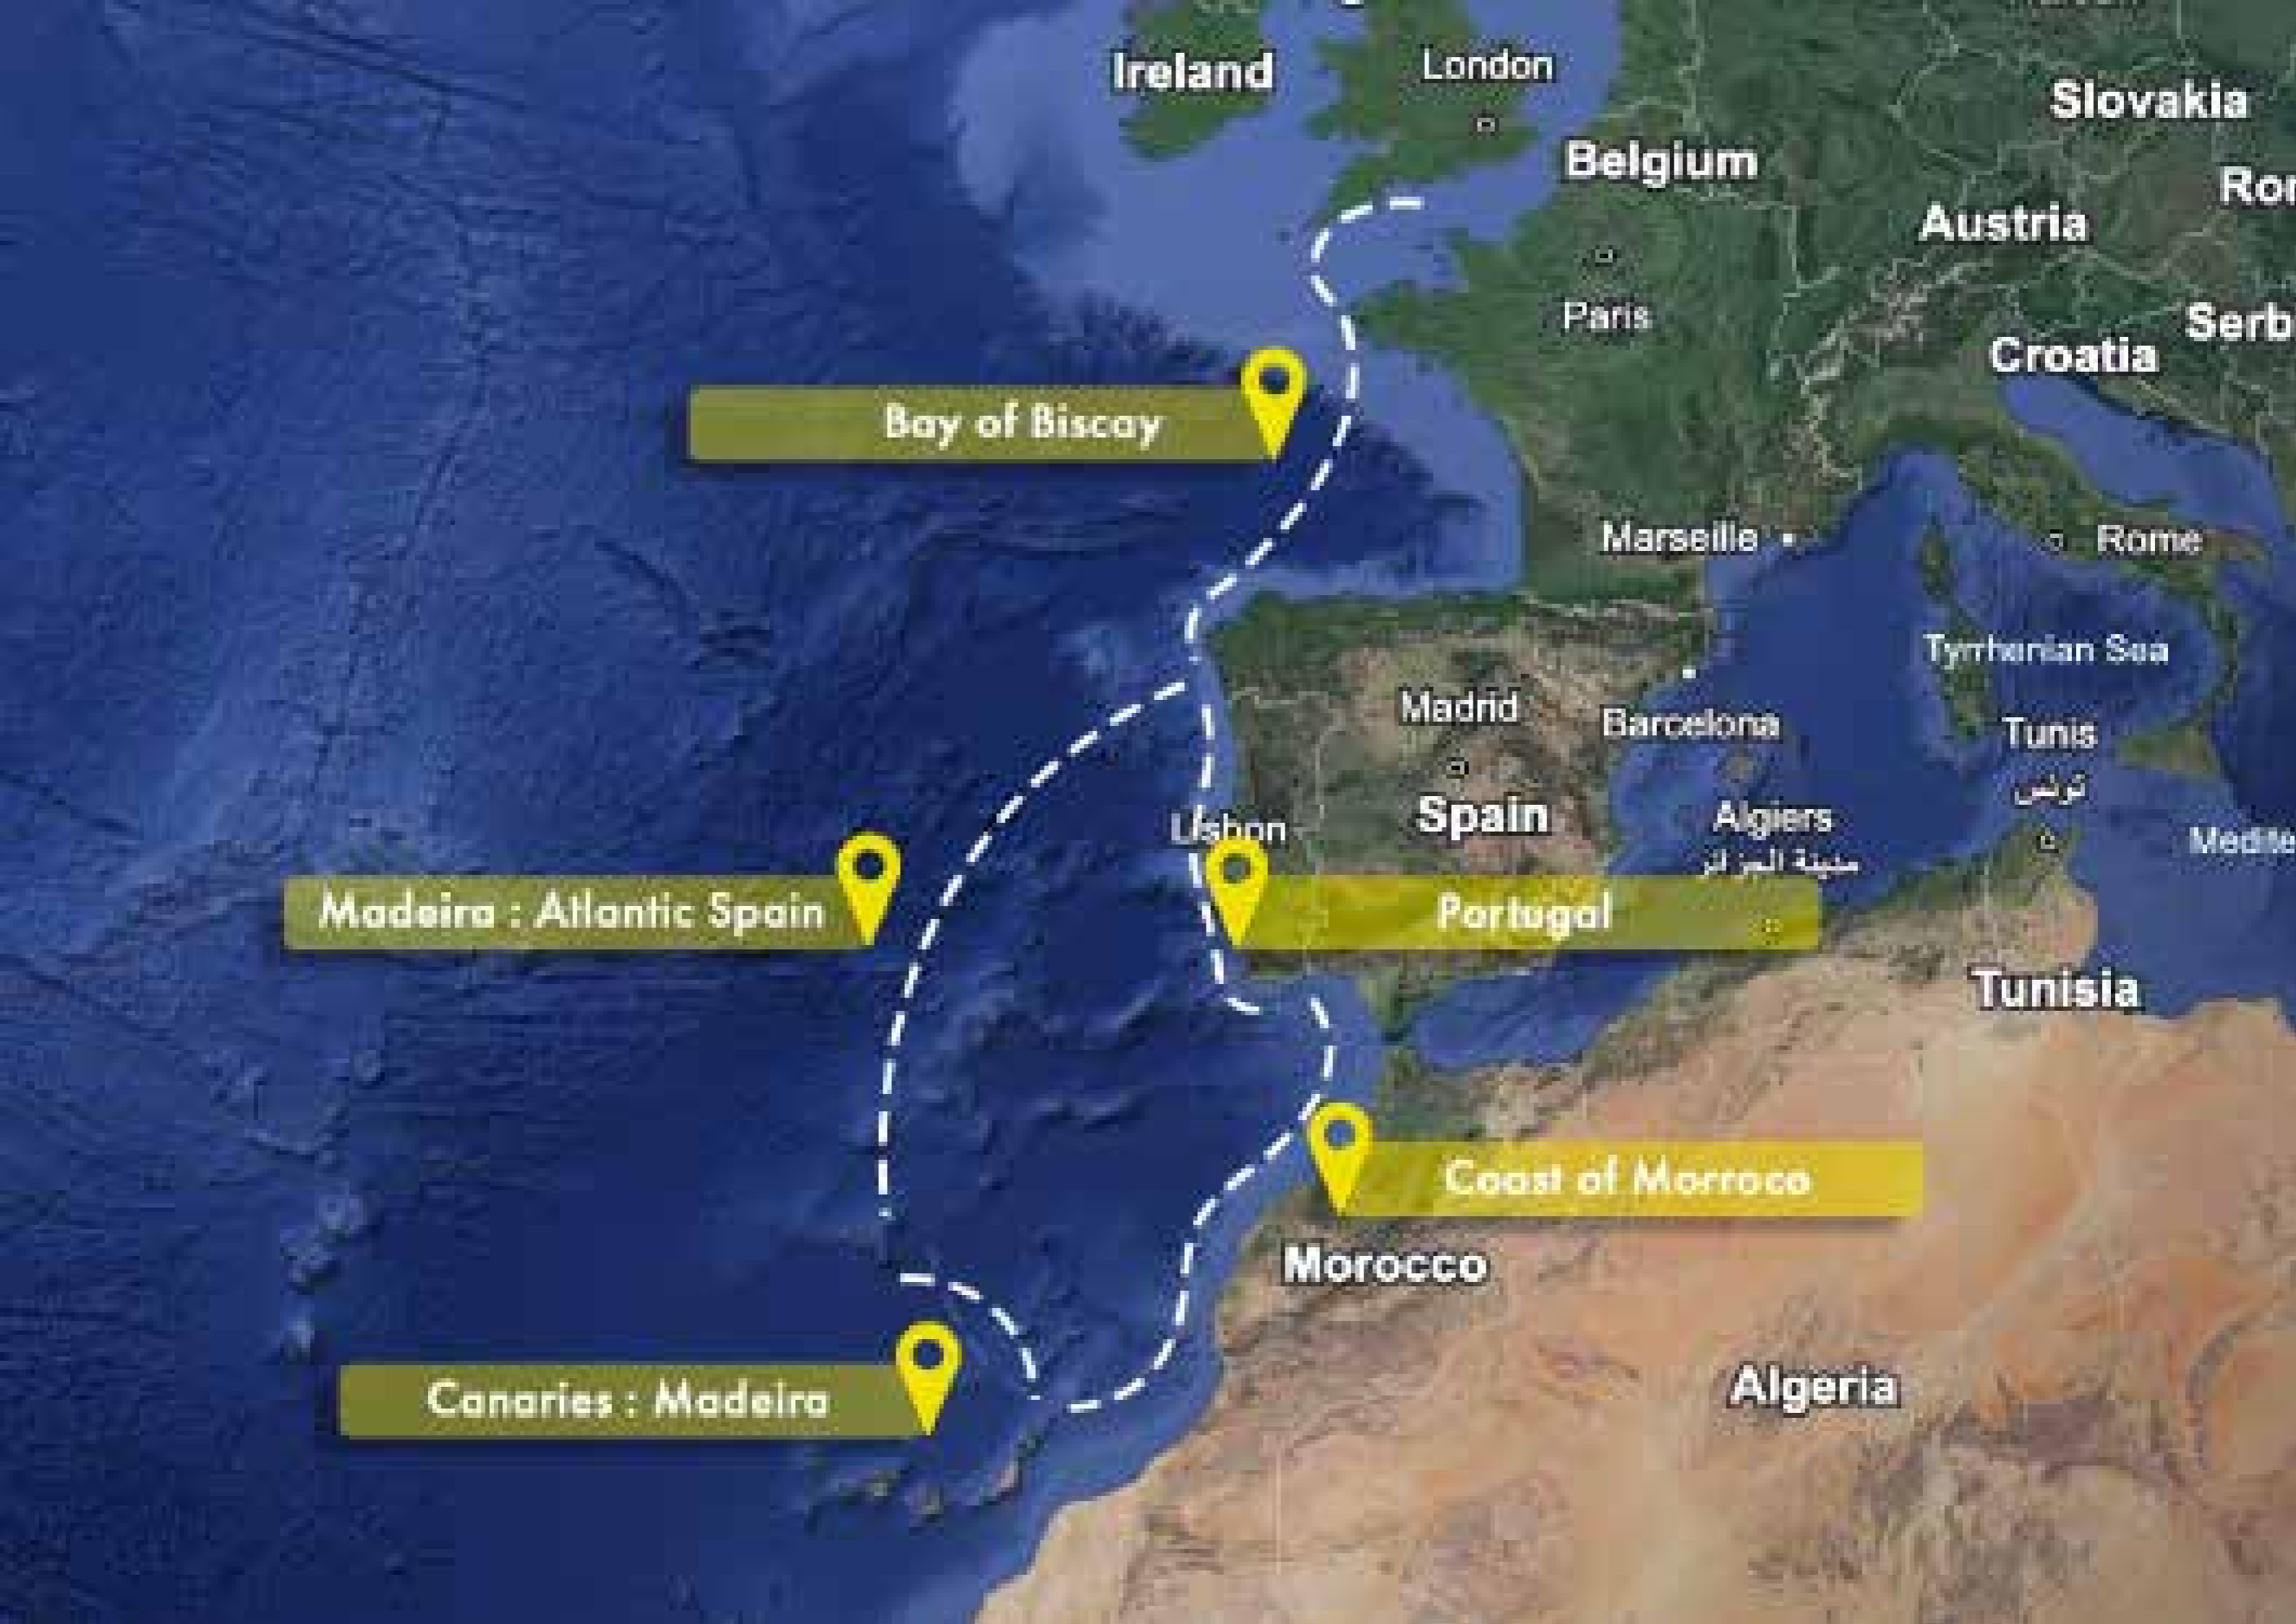 Ireland
London
Slovakia
Belgium
Austria
Paris
Croatia
Bay of Biscay
Marseille
Rome
Tyrrhenian Sea
Madrid
Barcelona
Tunis
تونس
Spain
Algiers
مدينة الجزائر
Lisbon
Medite
Madeira : Atlantic Spain
Portugal
Tunisia
Coast of Morroco
Morocco
Algeria
Canaries : Madeira
Ror
Serb